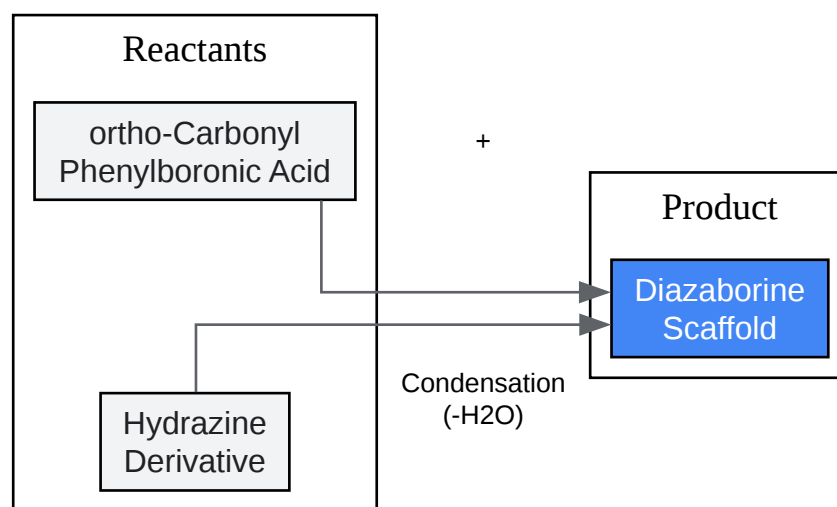 Reactants
ortho-Carbonyl
Phenylboronic Acid
+
Product
Diazaborine
Scaffold
Condensation
(-H2O)
Hydrazine
Derivative